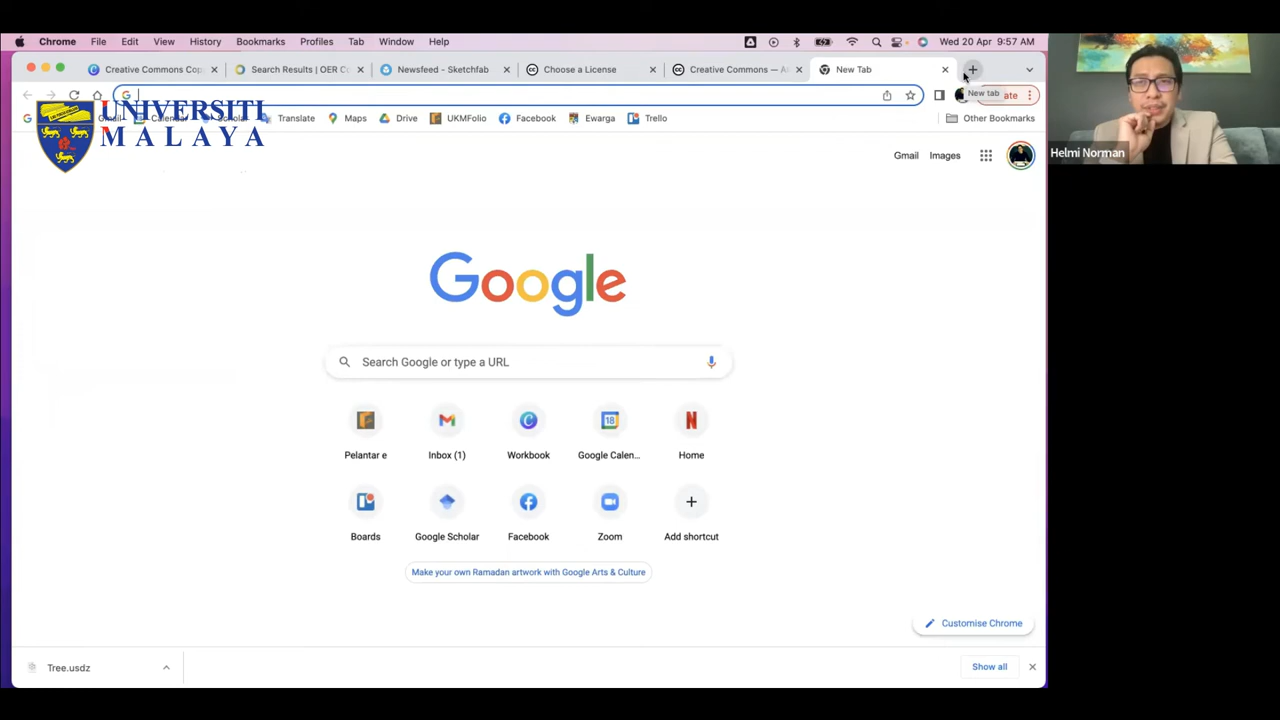 Chrome File Edit View History Bookmarks Profiles Tab Window Help
Wed 20 Apr 9:57 AM
Creative Commons Cop
Search Results | OER C
Newsfeed - Sketchfab
Choose a License
Creative Commons — A
New Tab
New tab
UNIVERSITI
MALAYA
Translate Maps Drive UKMFolio Facebook Ewarga Trello Other Bookmarks
Gmail Images
Helmi Norman
Google
Search Google or type a URL
Pelantar e Inbox (1) Workbook Google Calen... Home
18
Boards Google Scholar Facebook Zoom Add shortcut
Make your own Ramadan artwork with Google Arts & Culture
Customise Chrome
Tree.usdz
Show all